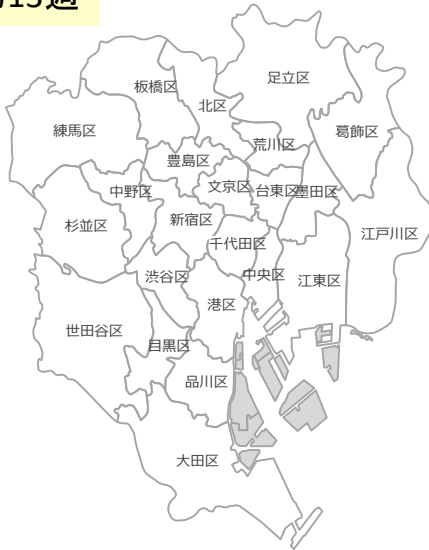 15週
足立区
板橋区
北区
葛飾区
練馬区
荒川区
豊島区
中野区
文京区
台東区
墨田区
杉並区
新宿区
江戸川区
千代田区
渋谷区
中央区
江東区
港区
世田谷区
目黒区
品川区
大田区